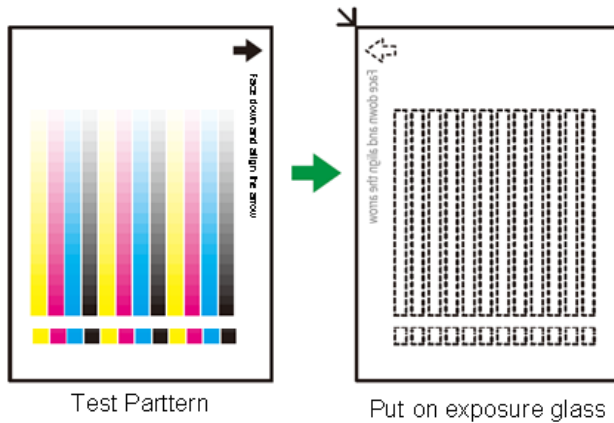 Face down and align the arrow
Face down and align the arrow
Test Parttern
Put on exposure glass